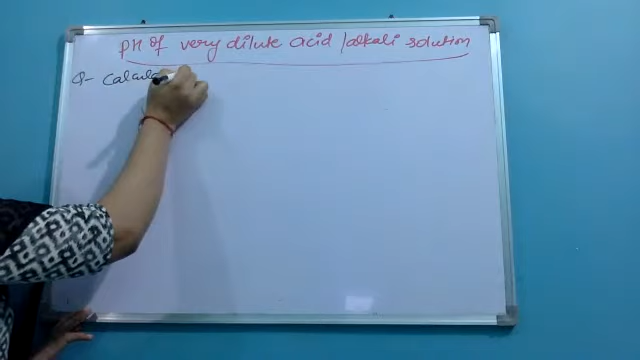 PH of very dilute acid /alkali solution
Q- Calcula